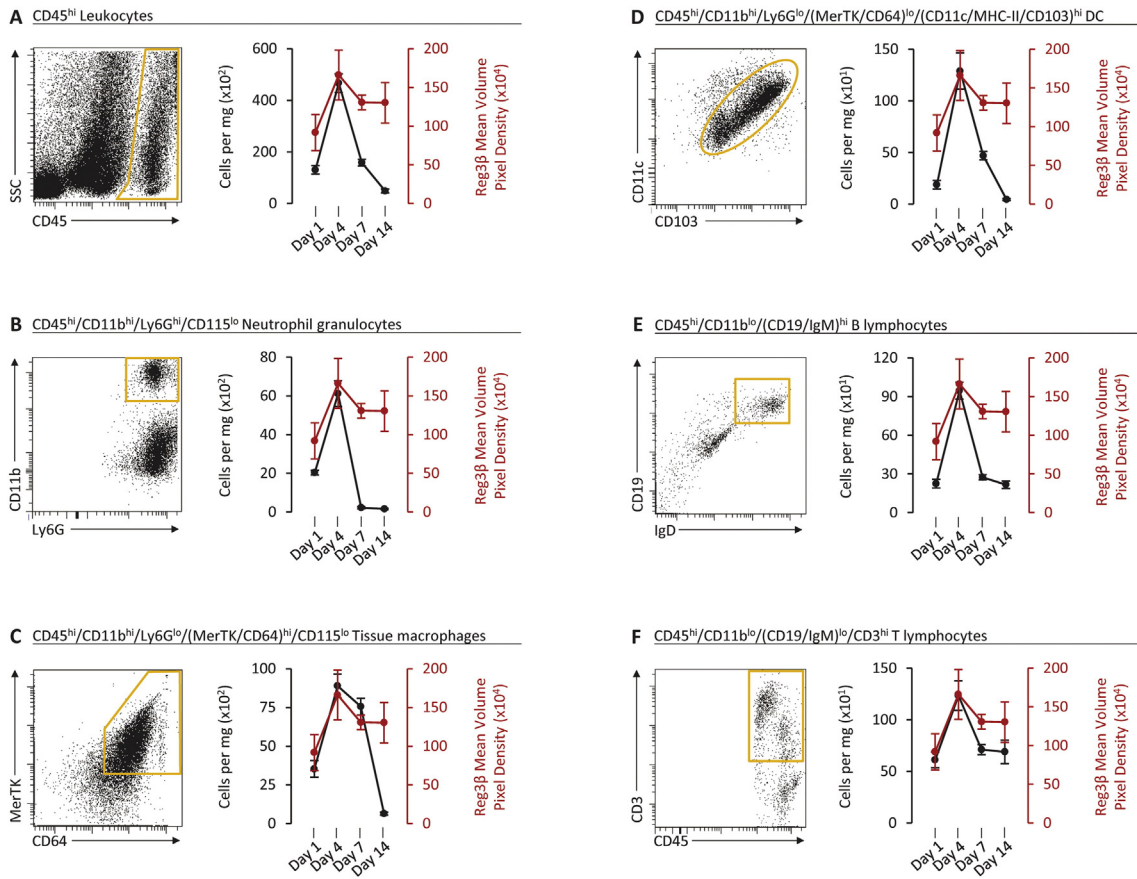 A
CD45ʰⁱ Leukocytes
SSC
CD45
Cells per mg (x10²)
600
400
200
0
200
150
100
50
0
Reg3β Mean Volume
Pixel Density (x10⁴)
Day 1
Day 4
Day 7
Day 14
B
CD45ʰⁱ/CD11bʰⁱ/Ly6Gʰⁱ/CD115ˡᵒ Neutrophil granulocytes
CD11b
Ly6G
Cells per mg (x10²)
80
60
40
20
0
200
150
100
50
0
Reg3β Mean Volume
Pixel Density (x10⁴)
Day 1
Day 4
Day 7
Day 14
C
CD45ʰⁱ/CD11bʰⁱ/Ly6Gˡᵒ/(MerTK/CD64)ʰⁱ/CD115ˡᵒ Tissue macrophages
MerTK
CD64
Cells per mg (x10²)
100
75
50
25
0
200
150
100
50
0
Reg3β Mean Volume
Pixel Density (x10⁴)
Day 1
Day 4
Day 7
Day 14
D
CD45ʰⁱ/CD11bʰⁱ/Ly6Gˡᵒ/(MerTK/CD64)ˡᵒ/(CD11c/MHC-II/CD103)ʰⁱ DC
CD11c
CD103
Cells per mg (x10¹)
150
100
50
0
200
150
100
50
0
Reg3β Mean Volume
Pixel Density (x10⁴)
Day 1
Day 4
Day 7
Day 14
E
CD45ʰⁱ/CD11bˡᵒ/(CD19/IgM)ʰⁱ B lymphocytes
CD19
IgD
Cells per mg (x10¹)
120
90
60
30
0
200
150
100
50
0
Reg3β Mean Volume
Pixel Density (x10⁴)
Day 1
Day 4
Day 7
Day 14
F
CD45ʰⁱ/CD11bˡᵒ/(CD19/IgM)ˡᵒ/CD3ʰⁱ T lymphocytes
CD3
CD45
Cells per mg (x10¹)
150
100
50
0
200
150
100
50
0
Reg3β Mean Volume
Pixel Density (x10⁴)
Day 1
Day 4
Day 7
Day 14